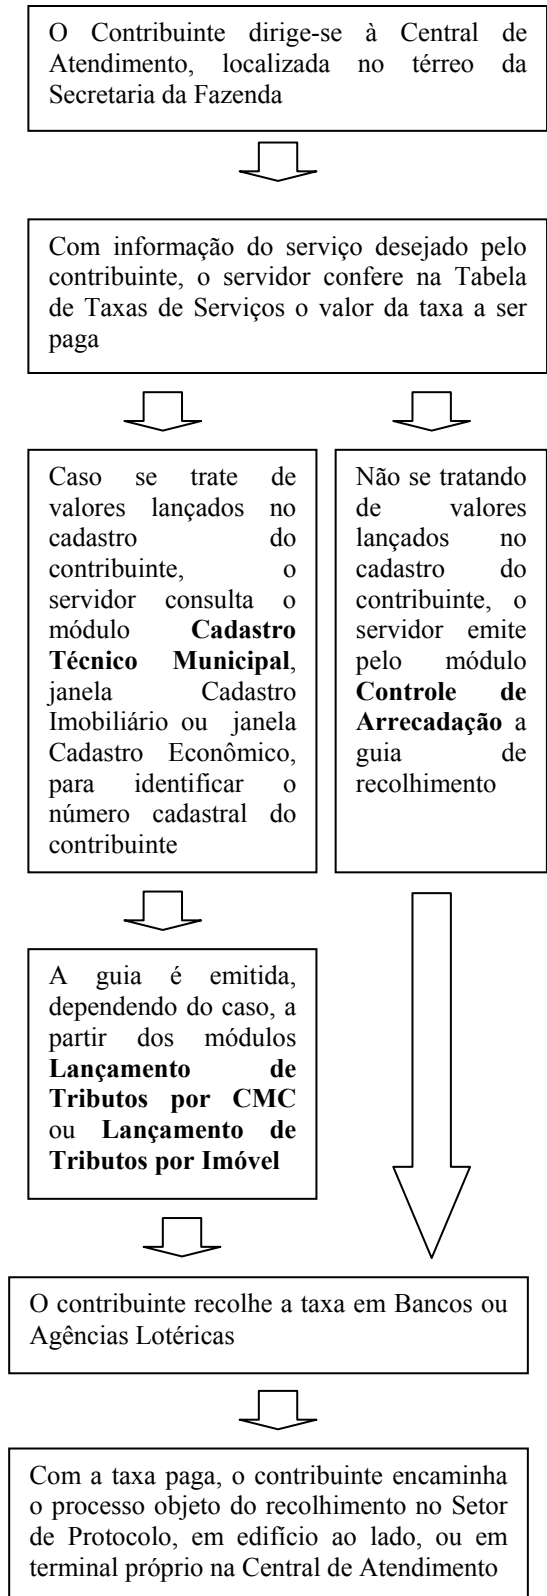 O Contribuinte dirige-se à Central de
Atendimento, localizada no térreo da
Secretaria da Fazenda
Com informação do serviço desejado pelo
contribuinte, o servidor confere na Tabela
de Taxas de Serviços o valor da taxa a ser
paga
Caso se trate de
valores lançados no
cadastro do
contribuinte, o
servidor consulta o
módulo Cadastro
Técnico Municipal,
janela Cadastro
Imobiliário ou janela
Cadastro Econômico,
para identificar o
número cadastral do
contribuinte
Não se tratando
de valores
lançados no
cadastro do
contribuinte, o
servidor emite
pelo módulo
Controle de
Arrecadação a
guia de
recolhimento
A guia é emitida,
dependendo do caso, a
partir dos módulos
Lançamento de
Tributos por CMC
ou Lançamento de
Tributos por Imóvel
O contribuinte recolhe a taxa em Bancos ou
Agências Lotéricas
Com a taxa paga, o contribuinte encaminha
o processo objeto do recolhimento no Setor
de Protocolo, em edifício ao lado, ou em
terminal próprio na Central de Atendimento